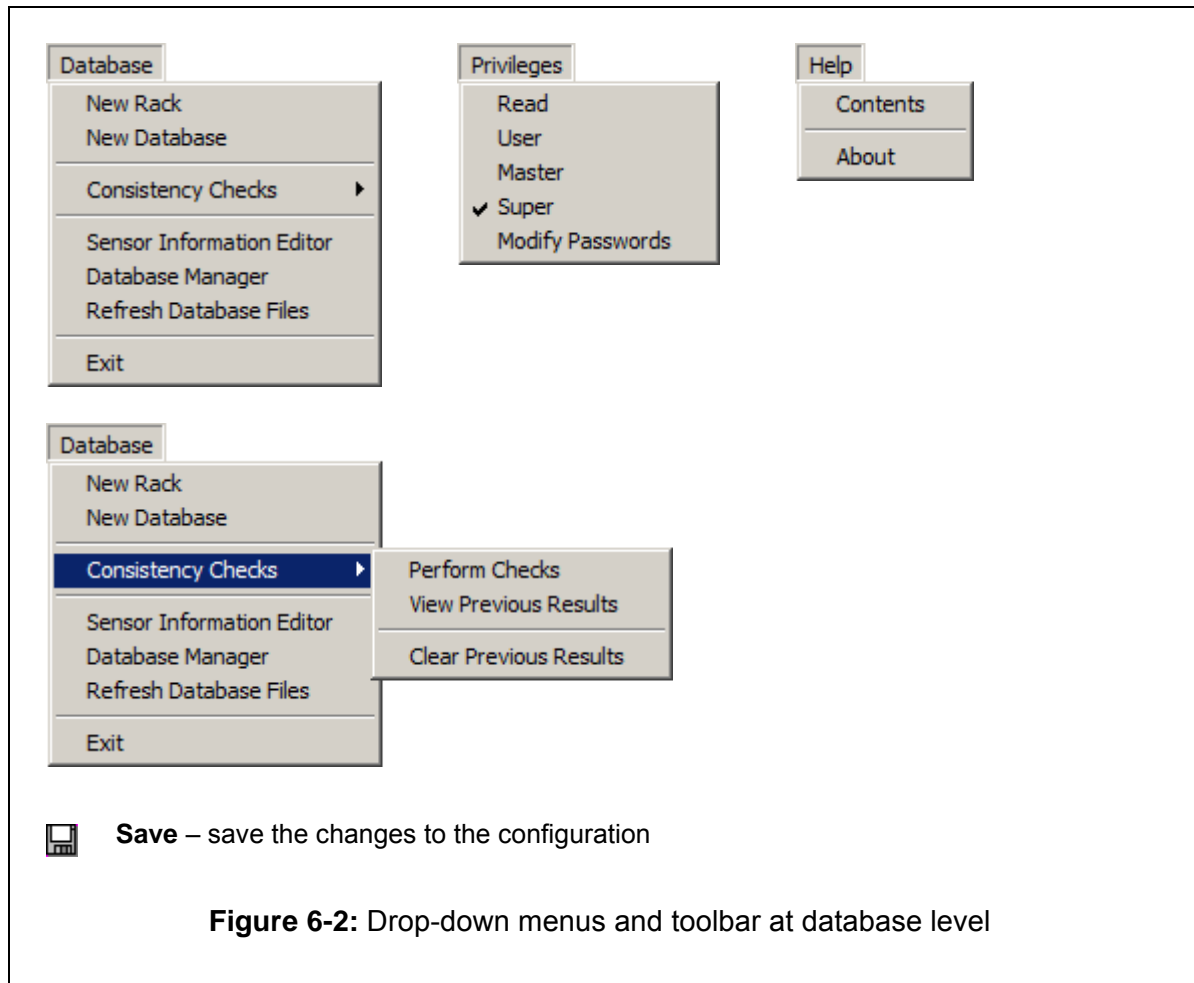 Database
New Rack
New Database
Consistency Checks
Sensor Information Editor
Database Manager
Refresh Database Files
Exit
Privileges
Read
User
Master
Super
Modify Passwords
Help
Contents
About
Database
New Rack
New Database
Consistency Checks
Sensor Information Editor
Database Manager
Refresh Database Files
Exit
Perform Checks
View Previous Results
Clear Previous Results
Save – save the changes to the configuration
Figure 6-2: Drop-down menus and toolbar at database level